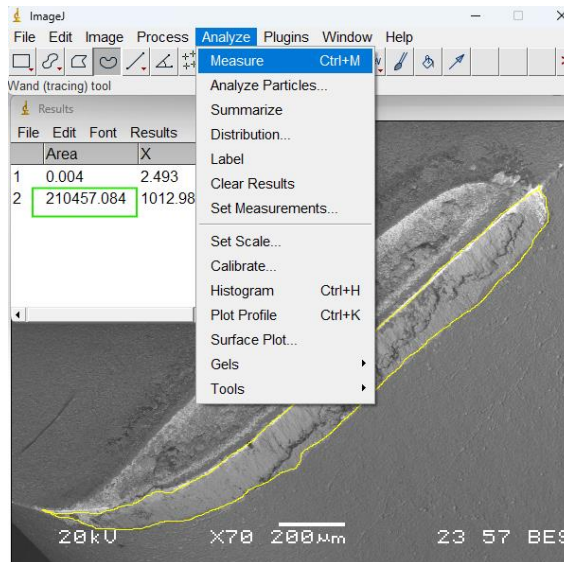 ImageJ
File Edit Image Process Analyze Plugins Window Help
Wand (tracing) tool
Measure Ctrl+M
Analyze Particles...
Summarize
Distribution...
Label
Clear Results
Set Measurements...
Set Scale...
Calibrate...
Histogram Ctrl+H
Plot Profile Ctrl+K
Surface Plot...
Gels
Tools
Results
File Edit Font Results
Area X
1 0.004 2.493
2 210457.084 1012.98
20kU X70 200µm 23 57 BES